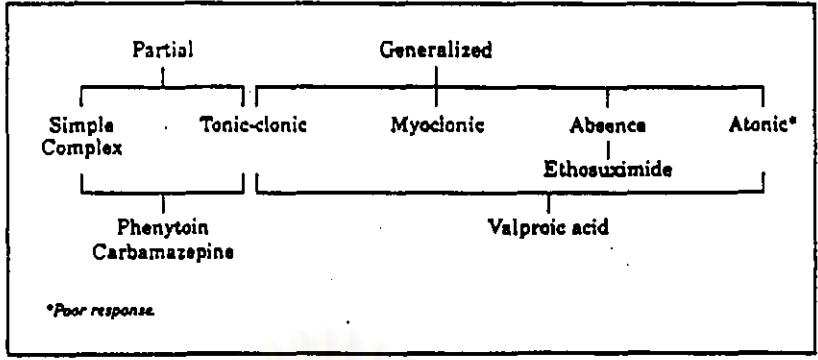 Partial Generalized
Simple Tonic-clonic Myoclonic Absence Atonic*
Complex
Ethosuximide
Phenytoin Valproic acid
Carbamazepine
*Poor response.